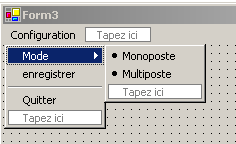 Form3
Configuration Tapez ici
Mode Monoposte
enregistrer Multiposte
Tapez ici
Quitter
Tapez ici